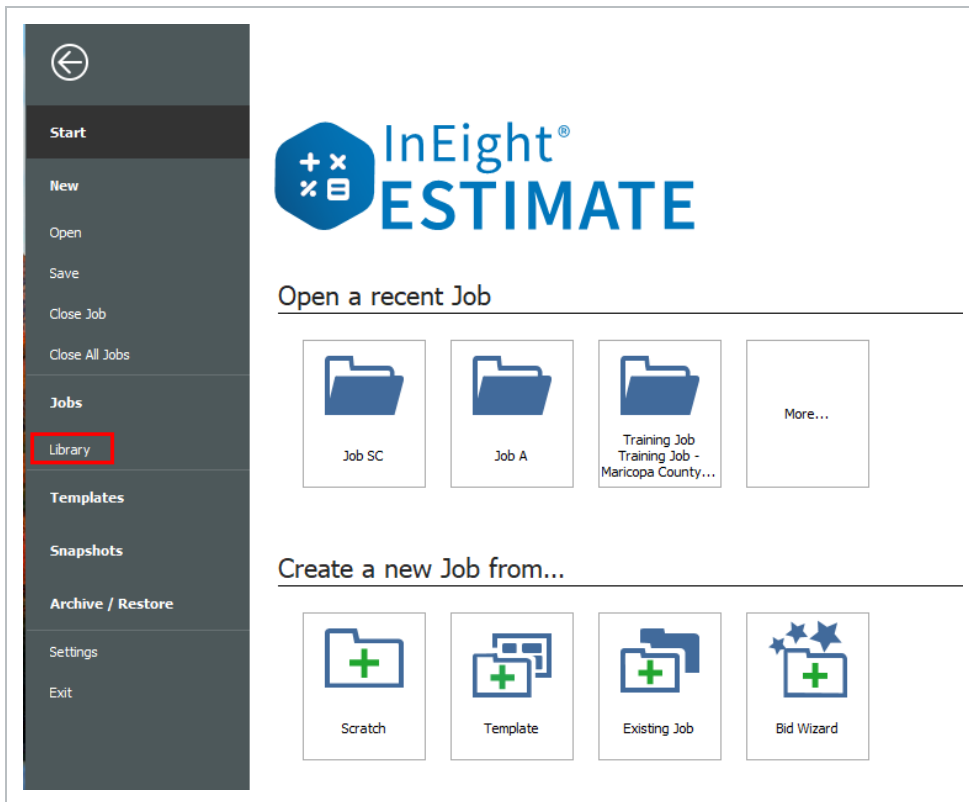 Start
New
Open
Save
Close Job
Close All Jobs
Jobs
Library
Templates
Snapshots
Archive / Restore
Settings
Exit
InEight®
ESTIMATE
Open a recent Job
Job SC
Job A
Training Job
Training Job -
Maricopa County...
More...
Create a new Job from...
Scratch
Template
Existing Job
Bid Wizard